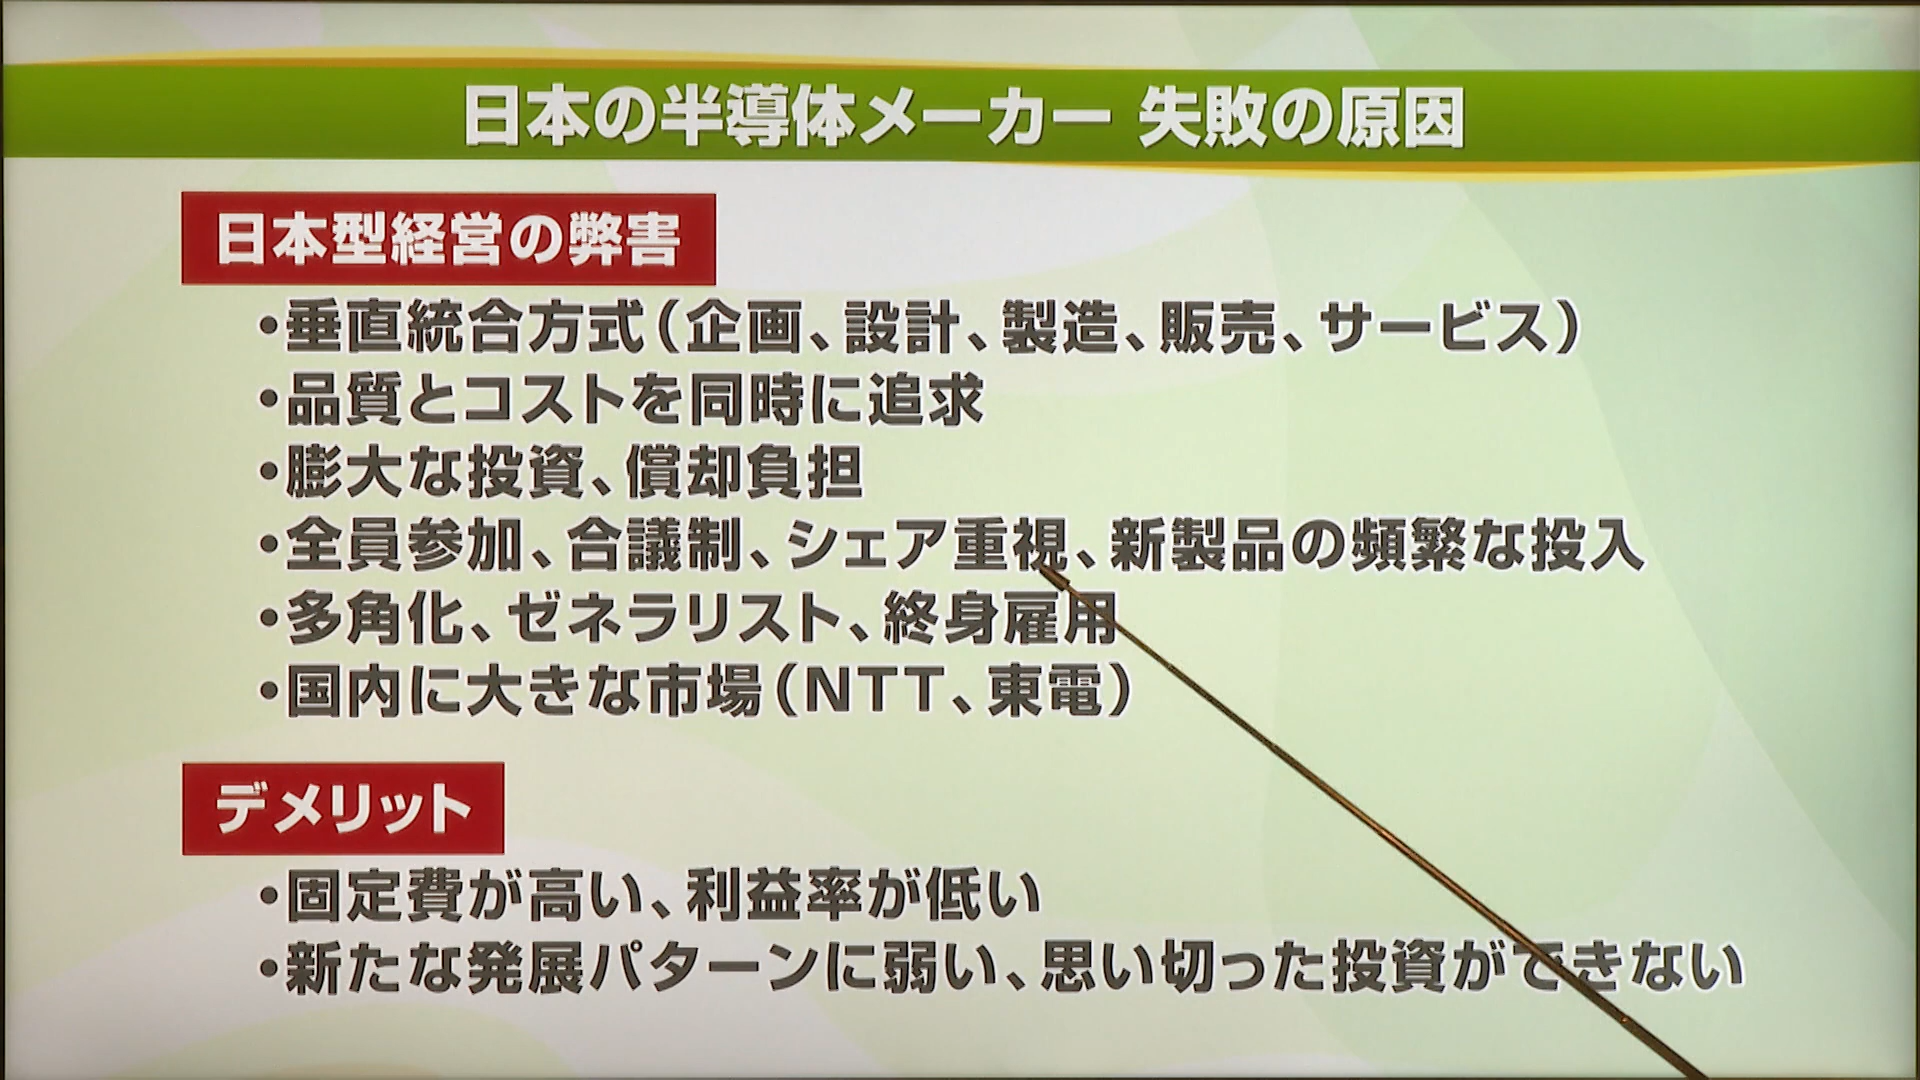 日本の半導体メーカー 失敗の原因
日本型経営の弊害
・垂直統合方式（企画、設計、製造、販売、サービス）
・品質とコストを同時に追求
・膨大な投資、償却負担
・全員参加、合議制、シェア重視、新製品の頻繁な投入
・多角化、ゼネラリスト、終身雇用
・国内に大きな市場（NTT、東電）
デメリット
・固定費が高い、利益率が低い
・新たな発展パターンに弱い、思い切った投資ができない